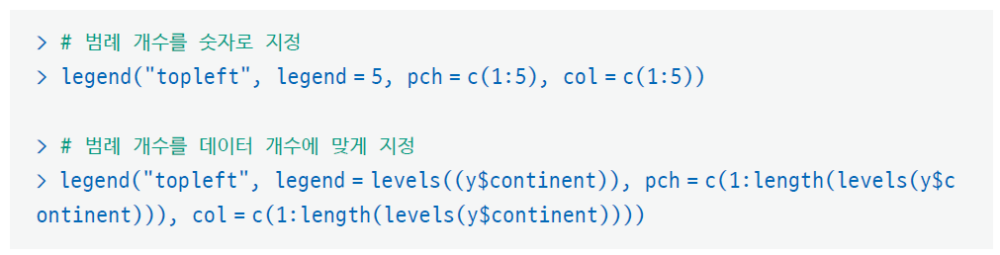 > # 범례 개수를 숫자로 지정
> legend("topleft", legend = 5, pch = c(1:5), col = c(1:5))
> # 범례 개수를 데이터 개수에 맞게 지정
> legend("topleft", legend = levels((y$continent)), pch = c(1:length(levels(y$c
ontinent))), col = c(1:length(levels(y$continent))))